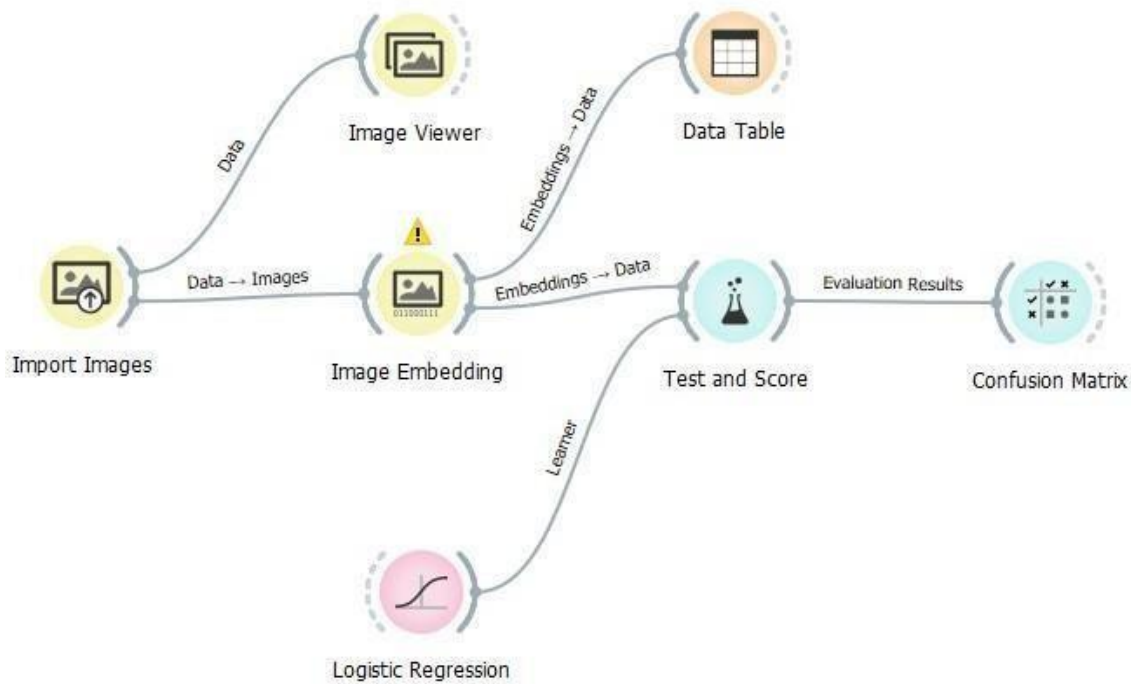 Image Viewer
Data Table
Data
Embeddings → Data
Data → Images
Embeddings → Data
Evaluation Results
011000111
Import Images
Image Embedding
Test and Score
Confusion Matrix
Learner
Logistic Regression